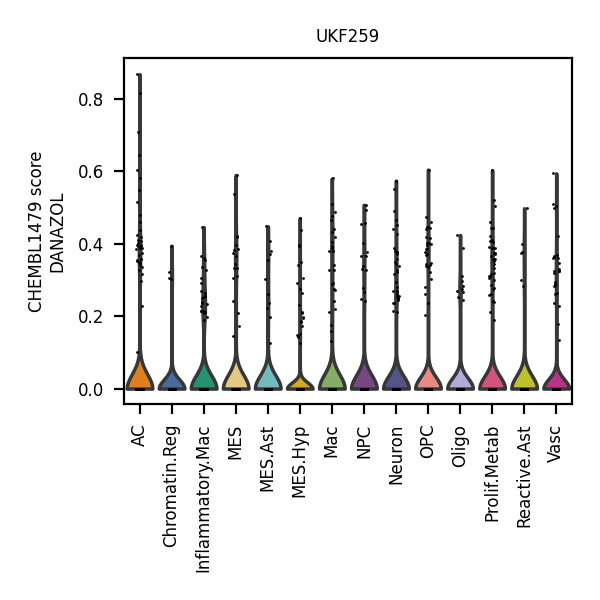 UKF259
CHEMBL1479 score
DANAZOL
0.8
0.6
0.4
0.2
0.0
AC
Chromatin.Reg
Inflammatory.Mac
MES
MES.Ast
MES.Hyp
Mac
NPC
Neuron
OPC
Oligo
Prolif.Metab
Reactive.Ast
Vasc